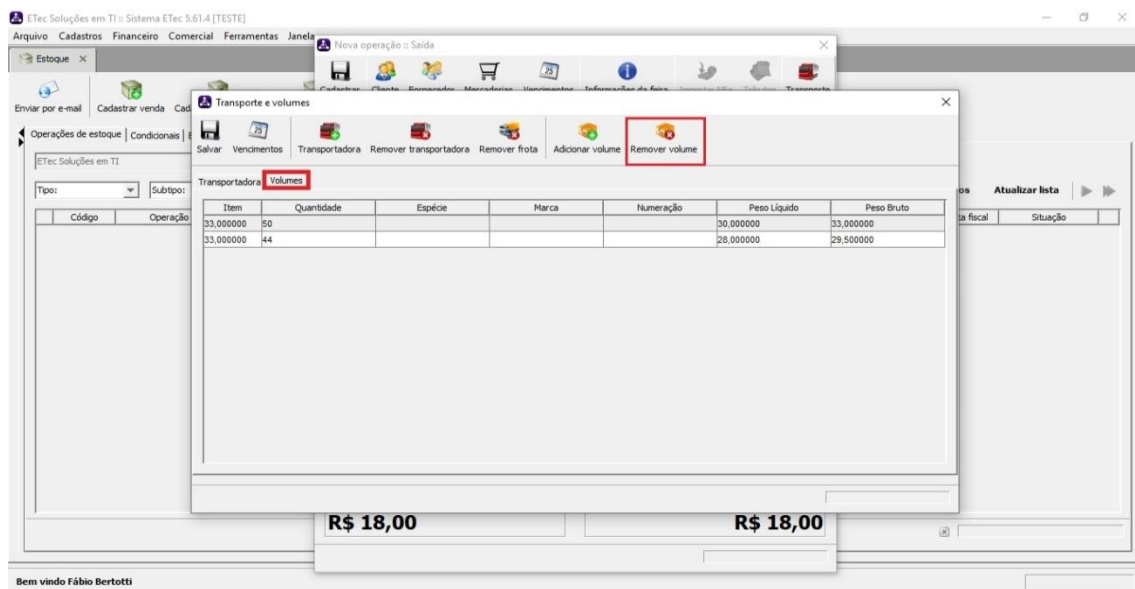 ETec Soluções em TI :: Sistema ETec 5.61.4 [TESTE]
Arquivo Cadastros Financeiro Comercial Ferramentas Janela
Nova operação :: Saída
Estoque
Cadastrar Cliente Fornecedor Mercadorias Vencimentos Informações da feira Impostos NFe Tributos Transporte
Enviar por e-mail Cadastrar venda Cad
Transporte e volumes
Operações de estoque Condicionais
Salvar Vencimentos Transportadora Remover transportadora Remover frota Adicionar volume Remover volume
ETec Soluções em TI
Transportadora Volumes
Tipo: Subtipo: os Atualizar lista
Item Quantidade Espécie Marca Numeração Peso Líquido Peso Bruto
Código Operação ta fiscal Situação
33,000000 50 30,000000 33,000000
33,000000 44 28,000000 29,500000
R$ 18,00 R$ 18,00
Bem vindo Fábio Bertotti